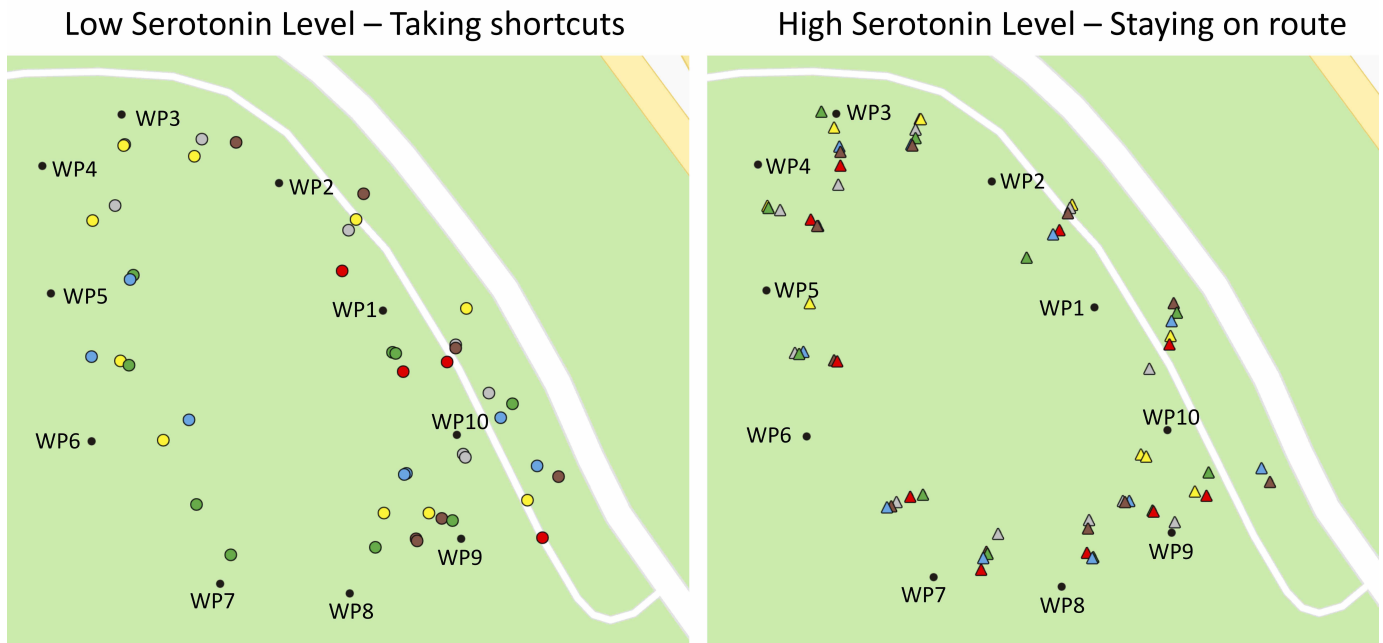 Low Serotonin Level – Taking shortcuts
WP3
WP4
WP2
WP5
WP1
WP10
WP6
WP9
WP7
WP8
High Serotonin Level – Staying on route
WP3
WP4
WP2
WP5
WP1
WP10
WP6
WP9
WP7
WP8